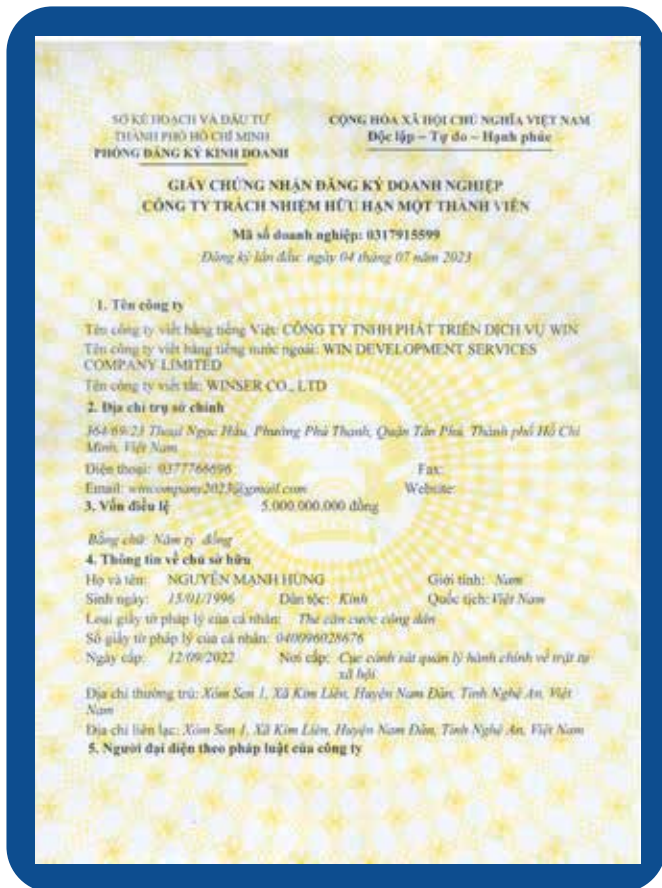 SỞ KẾ HOẠCH VÀ ĐẦU TƯ
THÀNH PHỐ HỒ CHÍ MINH
PHÒNG ĐĂNG KÝ KINH DOANH
CỘNG HÒA XÃ HỘI CHỦ NGHĨA VIỆT NAM
Độc lập – Tự do – Hạnh phúc
GIẤY CHỨNG NHẬN ĐĂNG KÝ DOANH NGHIỆP
CÔNG TY TRÁCH NHIỆM HỮU HẠN MỘT THÀNH VIÊN
Mã số doanh nghiệp: 0317915599
Đăng ký lần đầu: ngày 04 tháng 07 năm 2023
1. Tên công ty
Tên công ty viết bằng tiếng Việt: CÔNG TY TNHH PHÁT TRIỂN DỊCH VỤ WIN
Tên công ty viết bằng tiếng nước ngoài: WIN DEVELOPMENT SERVICES
COMPANY LIMITED
Tên công ty viết tắt: WINSER CO., LTD
2. Địa chỉ trụ sở chính
364/69/23 Thoại Ngọc Hầu, Phường Phú Thạnh, Quận Tân Phú, Thành phố Hồ Chí
Minh, Việt Nam
Điện thoại: 0377766696 Fax:
Email: wincompany2023@gmail.com Website:
3. Vốn điều lệ 5.000.000.000 đồng
Bằng chữ: Năm tỷ đồng
4. Thông tin về chủ sở hữu
Họ và tên: NGUYỄN MẠNH HÙNG Giới tính: Nam
Sinh ngày: 15/01/1996 Dân tộc: Kinh Quốc tịch: Việt Nam
Loại giấy tờ pháp lý của cá nhân: Thẻ căn cước công dân
Số giấy tờ pháp lý của cá nhân: 040096028676
Ngày cấp: 12/09/2022 Nơi cấp: Cục cảnh sát quản lý hành chính về trật tự
xã hội
Địa chỉ thường trú: Xóm Sen 1, Xã Kim Liên, Huyện Nam Đàn, Tỉnh Nghệ An, Việt
Nam
Địa chỉ liên lạc: Xóm Sen 1, Xã Kim Liên, Huyện Nam Đàn, Tỉnh Nghệ An, Việt Nam
5. Người đại diện theo pháp luật của công ty